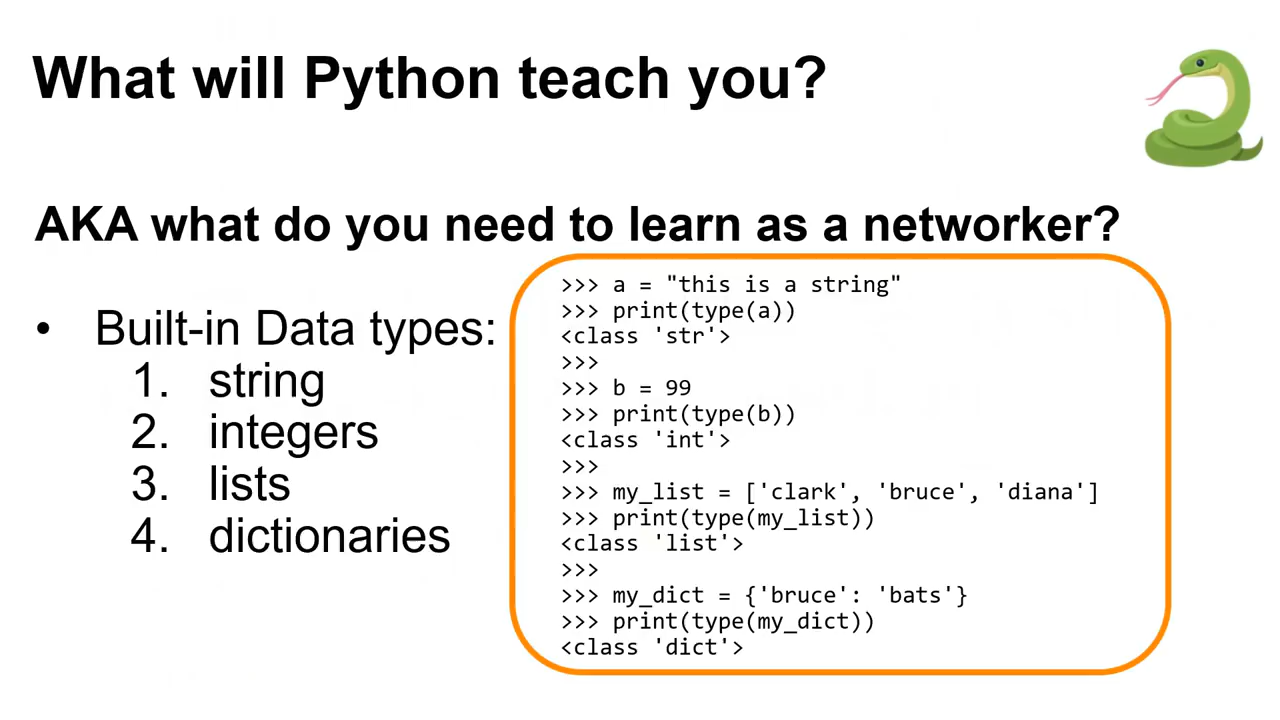 What will Python teach you?
AKA what do you need to learn as a networker?
• Built-in Data types:
1. string
2. integers
3. lists
4. dictionaries
>>> a = "this is a string"
>>> print(type(a))
<class 'str'>
>>>
>>> b = 99
>>> print(type(b))
<class 'int'>
>>>
>>> my_list = ['clark', 'bruce', 'diana']
>>> print(type(my_list))
<class 'list'>
>>>
>>> my_dict = {'bruce': 'bats'}
>>> print(type(my_dict))
<class 'dict'>